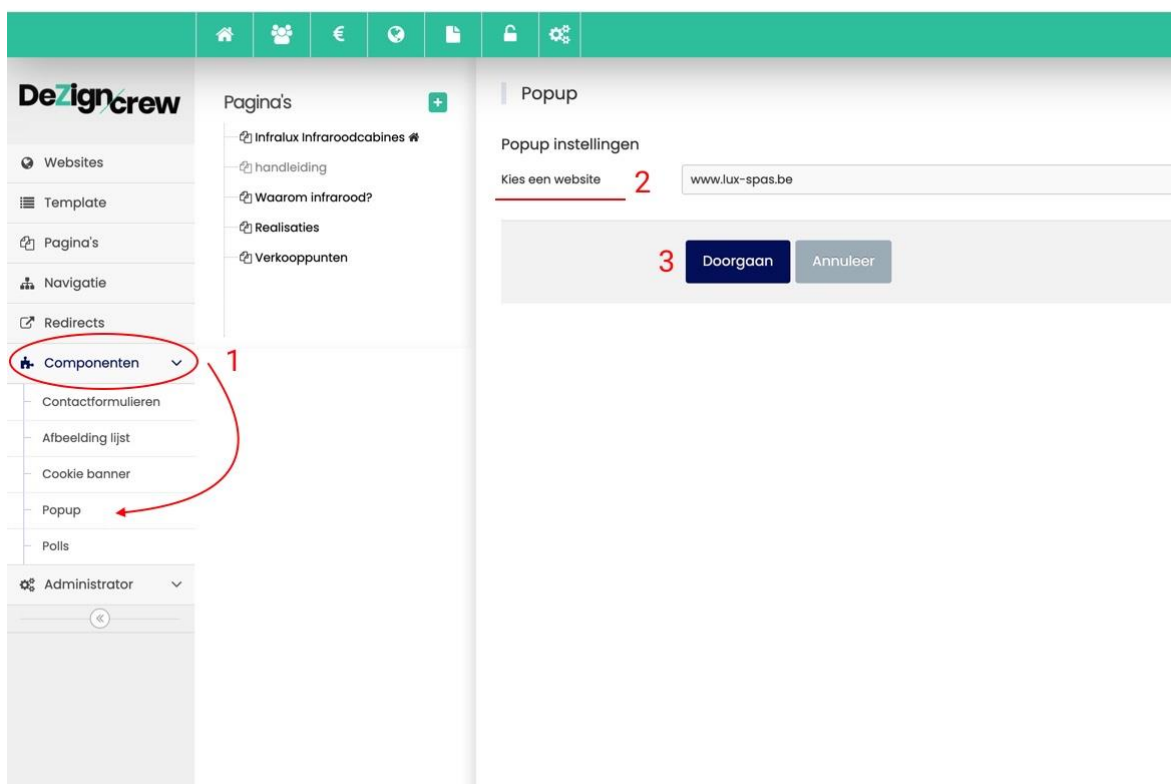 €
DeZigncrew
Websites
Template
Pagina's
Navigatie
Redirects
Componenten
1
Contactformulieren
Afbeelding lijst
Cookie banner
Popup
Polls
Administrator
Pagina's
Infralux Infraroodcabines
handleiding
Waarom infrarood?
Realisaties
Verkooppunten
Popup
Popup instellingen
Kies een website 2 www.lux-spas.be
3 Doorgaan Annuleer